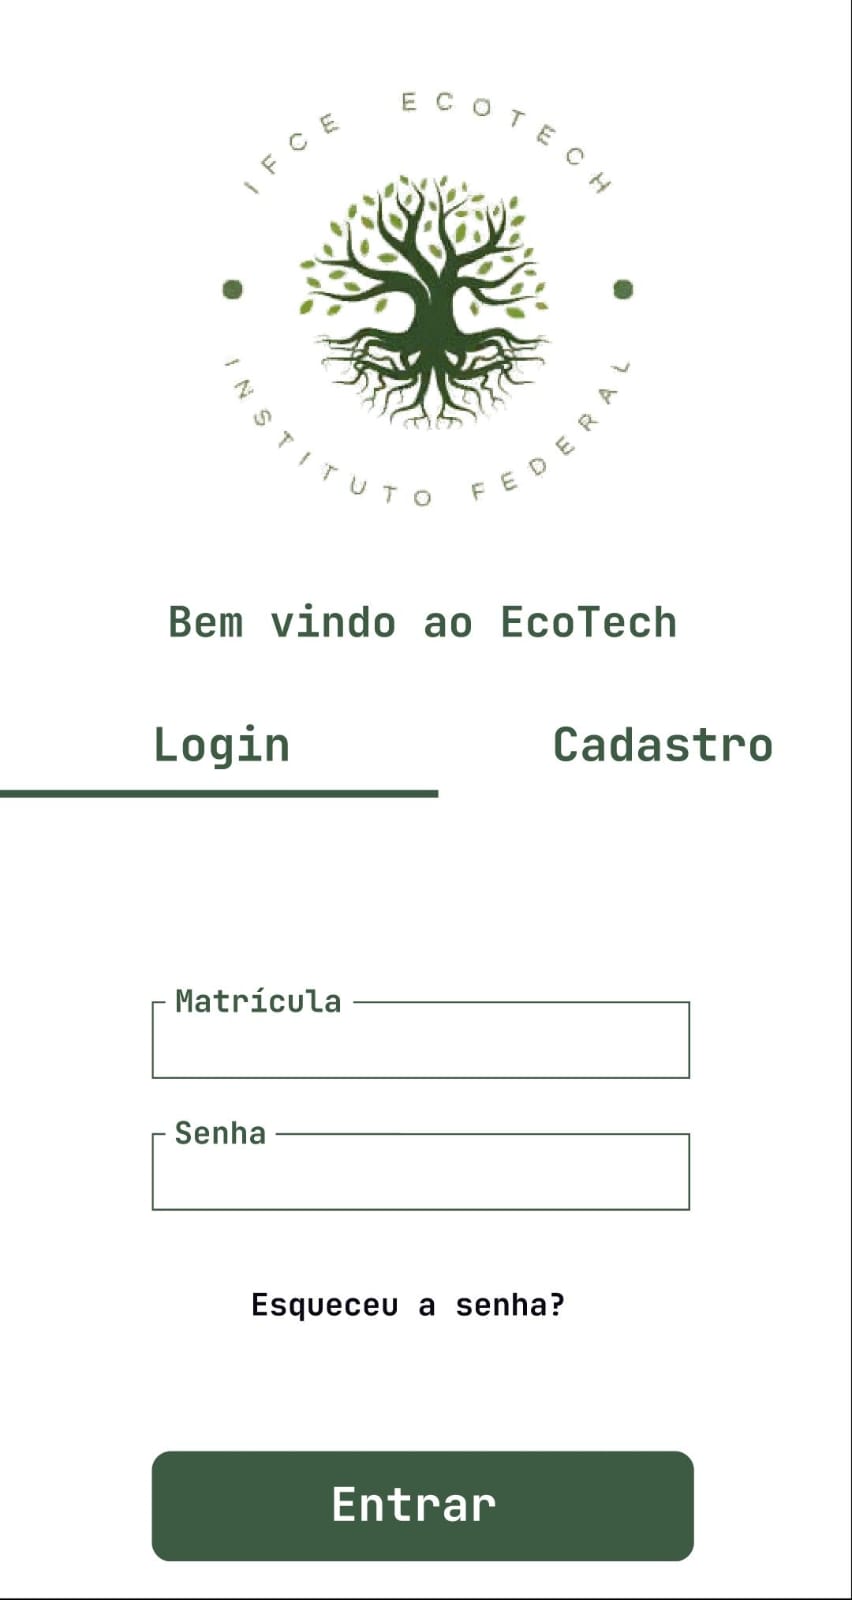 IFCE ECOTECH
INSTITUTO FEDERAL
Bem vindo ao EcoTech
Login
Cadastro
Matrícula
Senha
Esqueceu a senha?
Entrar